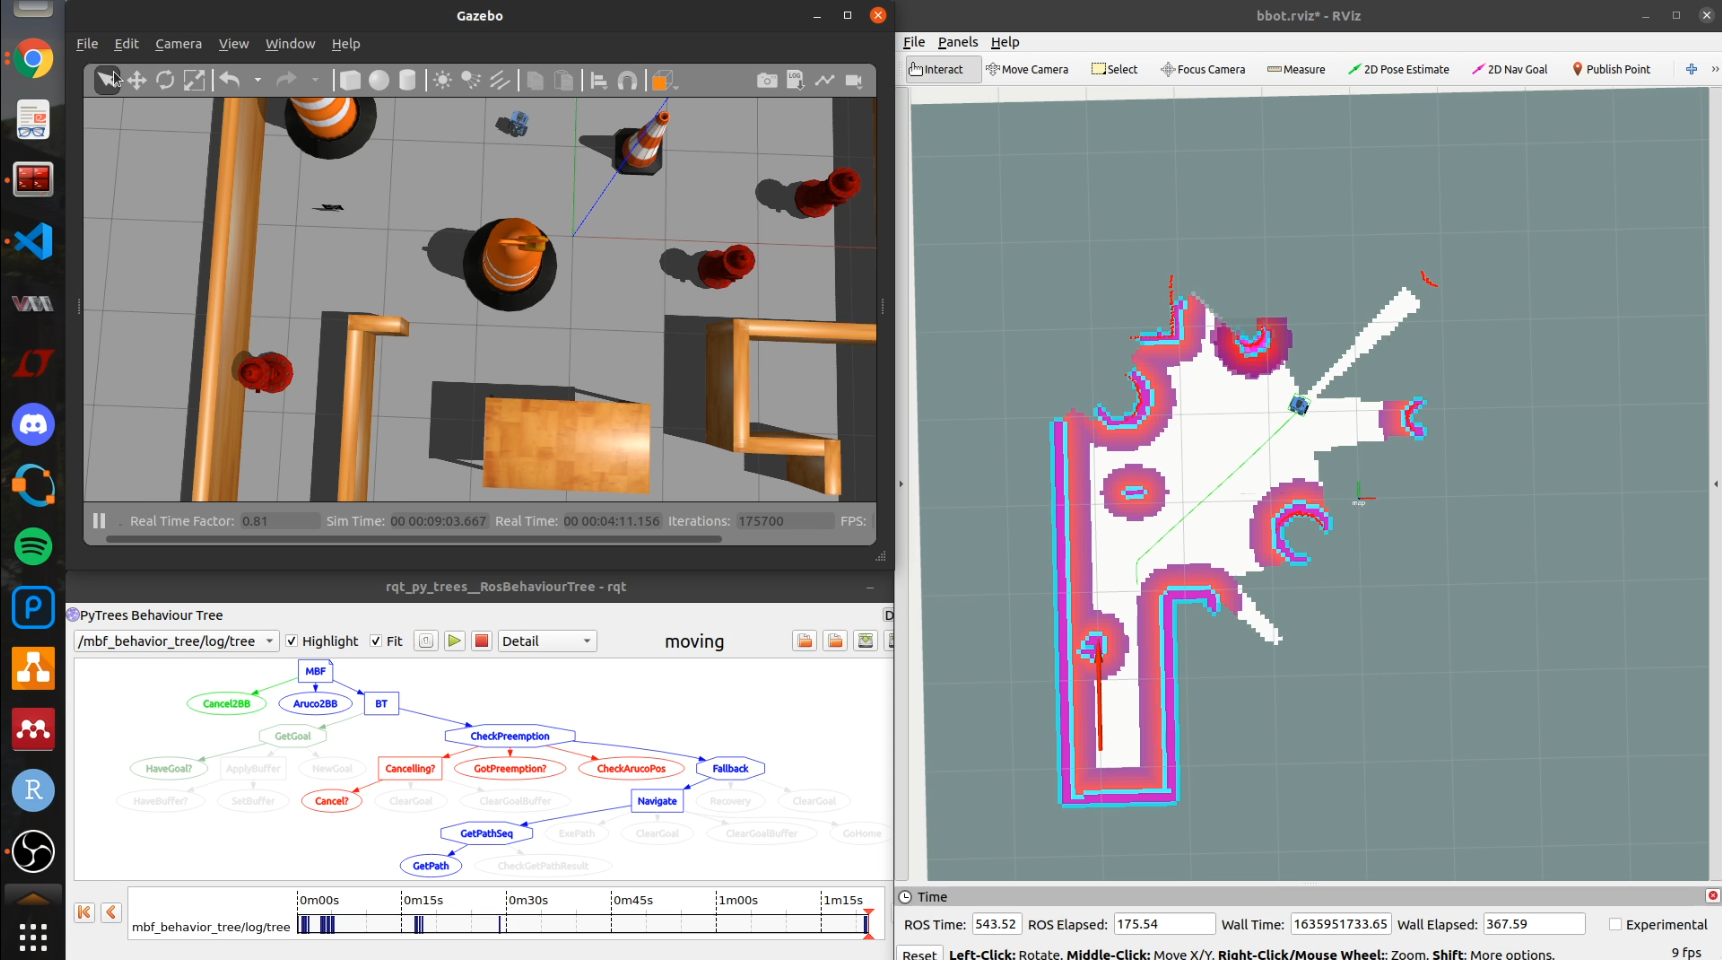 Gazebo
File Edit Camera View Window Help
LOG
Real Time Factor: 0.81 Sim Time: 00 00:09:03.667 Real Time: 00 00:04:11.156 Iterations: 175700 FPS:
rqt_py_trees__RosBehaviourTree - rqt
PyTrees Behaviour Tree
D
/mbf_behavior_tree/log/tree Highlight Fit Detail moving
MBF
Cancel2BB Aruco2BB BT
GetGoal CheckPreemption
HaveGoal? ApplyBuffer NewGoal Cancelling? GotPreemption? CheckArucoPos Fallback
HaveBuffer? SetBuffer Cancel? ClearGoal ClearGoalBuffer Navigate Recovery ClearGoal
GetPathSeq ExePath ClearGoal ClearGoalBuffer GoHome
GetPath CheckGetPathResult
0m00s 0m15s 0m30s 0m45s 1m00s 1m15s
mbf_behavior_tree/log/tree
bbot.rviz* - RViz
File Panels Help
Interact Move Camera Select Focus Camera Measure 2D Pose Estimate 2D Nav Goal Publish Point
map
Time
ROS Time: 543.52 ROS Elapsed: 175.54 Wall Time: 1635951733.65 Wall Elapsed: 367.59 Experimental
Reset Left-Click: Rotate. Middle-Click: Move X/Y. Right-Click/Mouse Wheel:: Zoom. Shift: More options. 9 fps